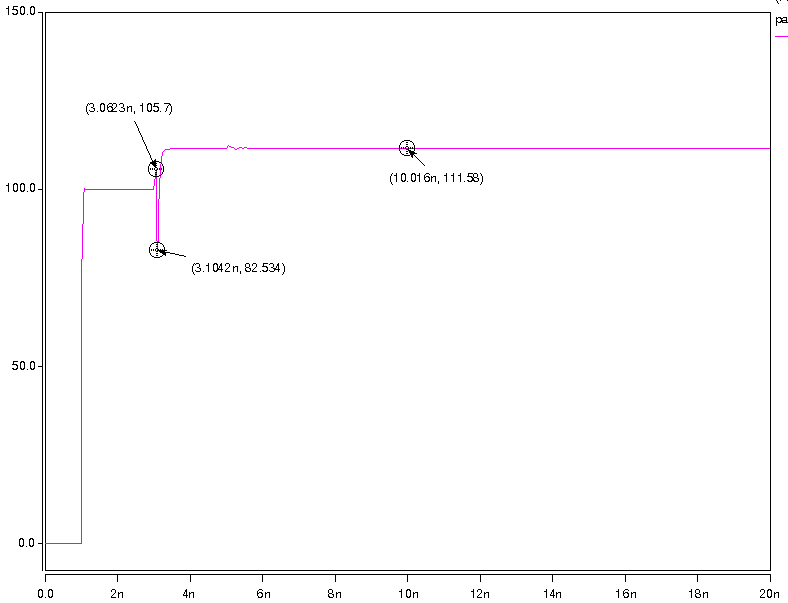 150.0
pa
(3.0623n, 105.7)
(10.016n, 111.58)
100.0
(3.1042n, 82.534)
50.0
0.0
0.0 2n 4n 6n 8n 10n 12n 14n 16n 18n 20n